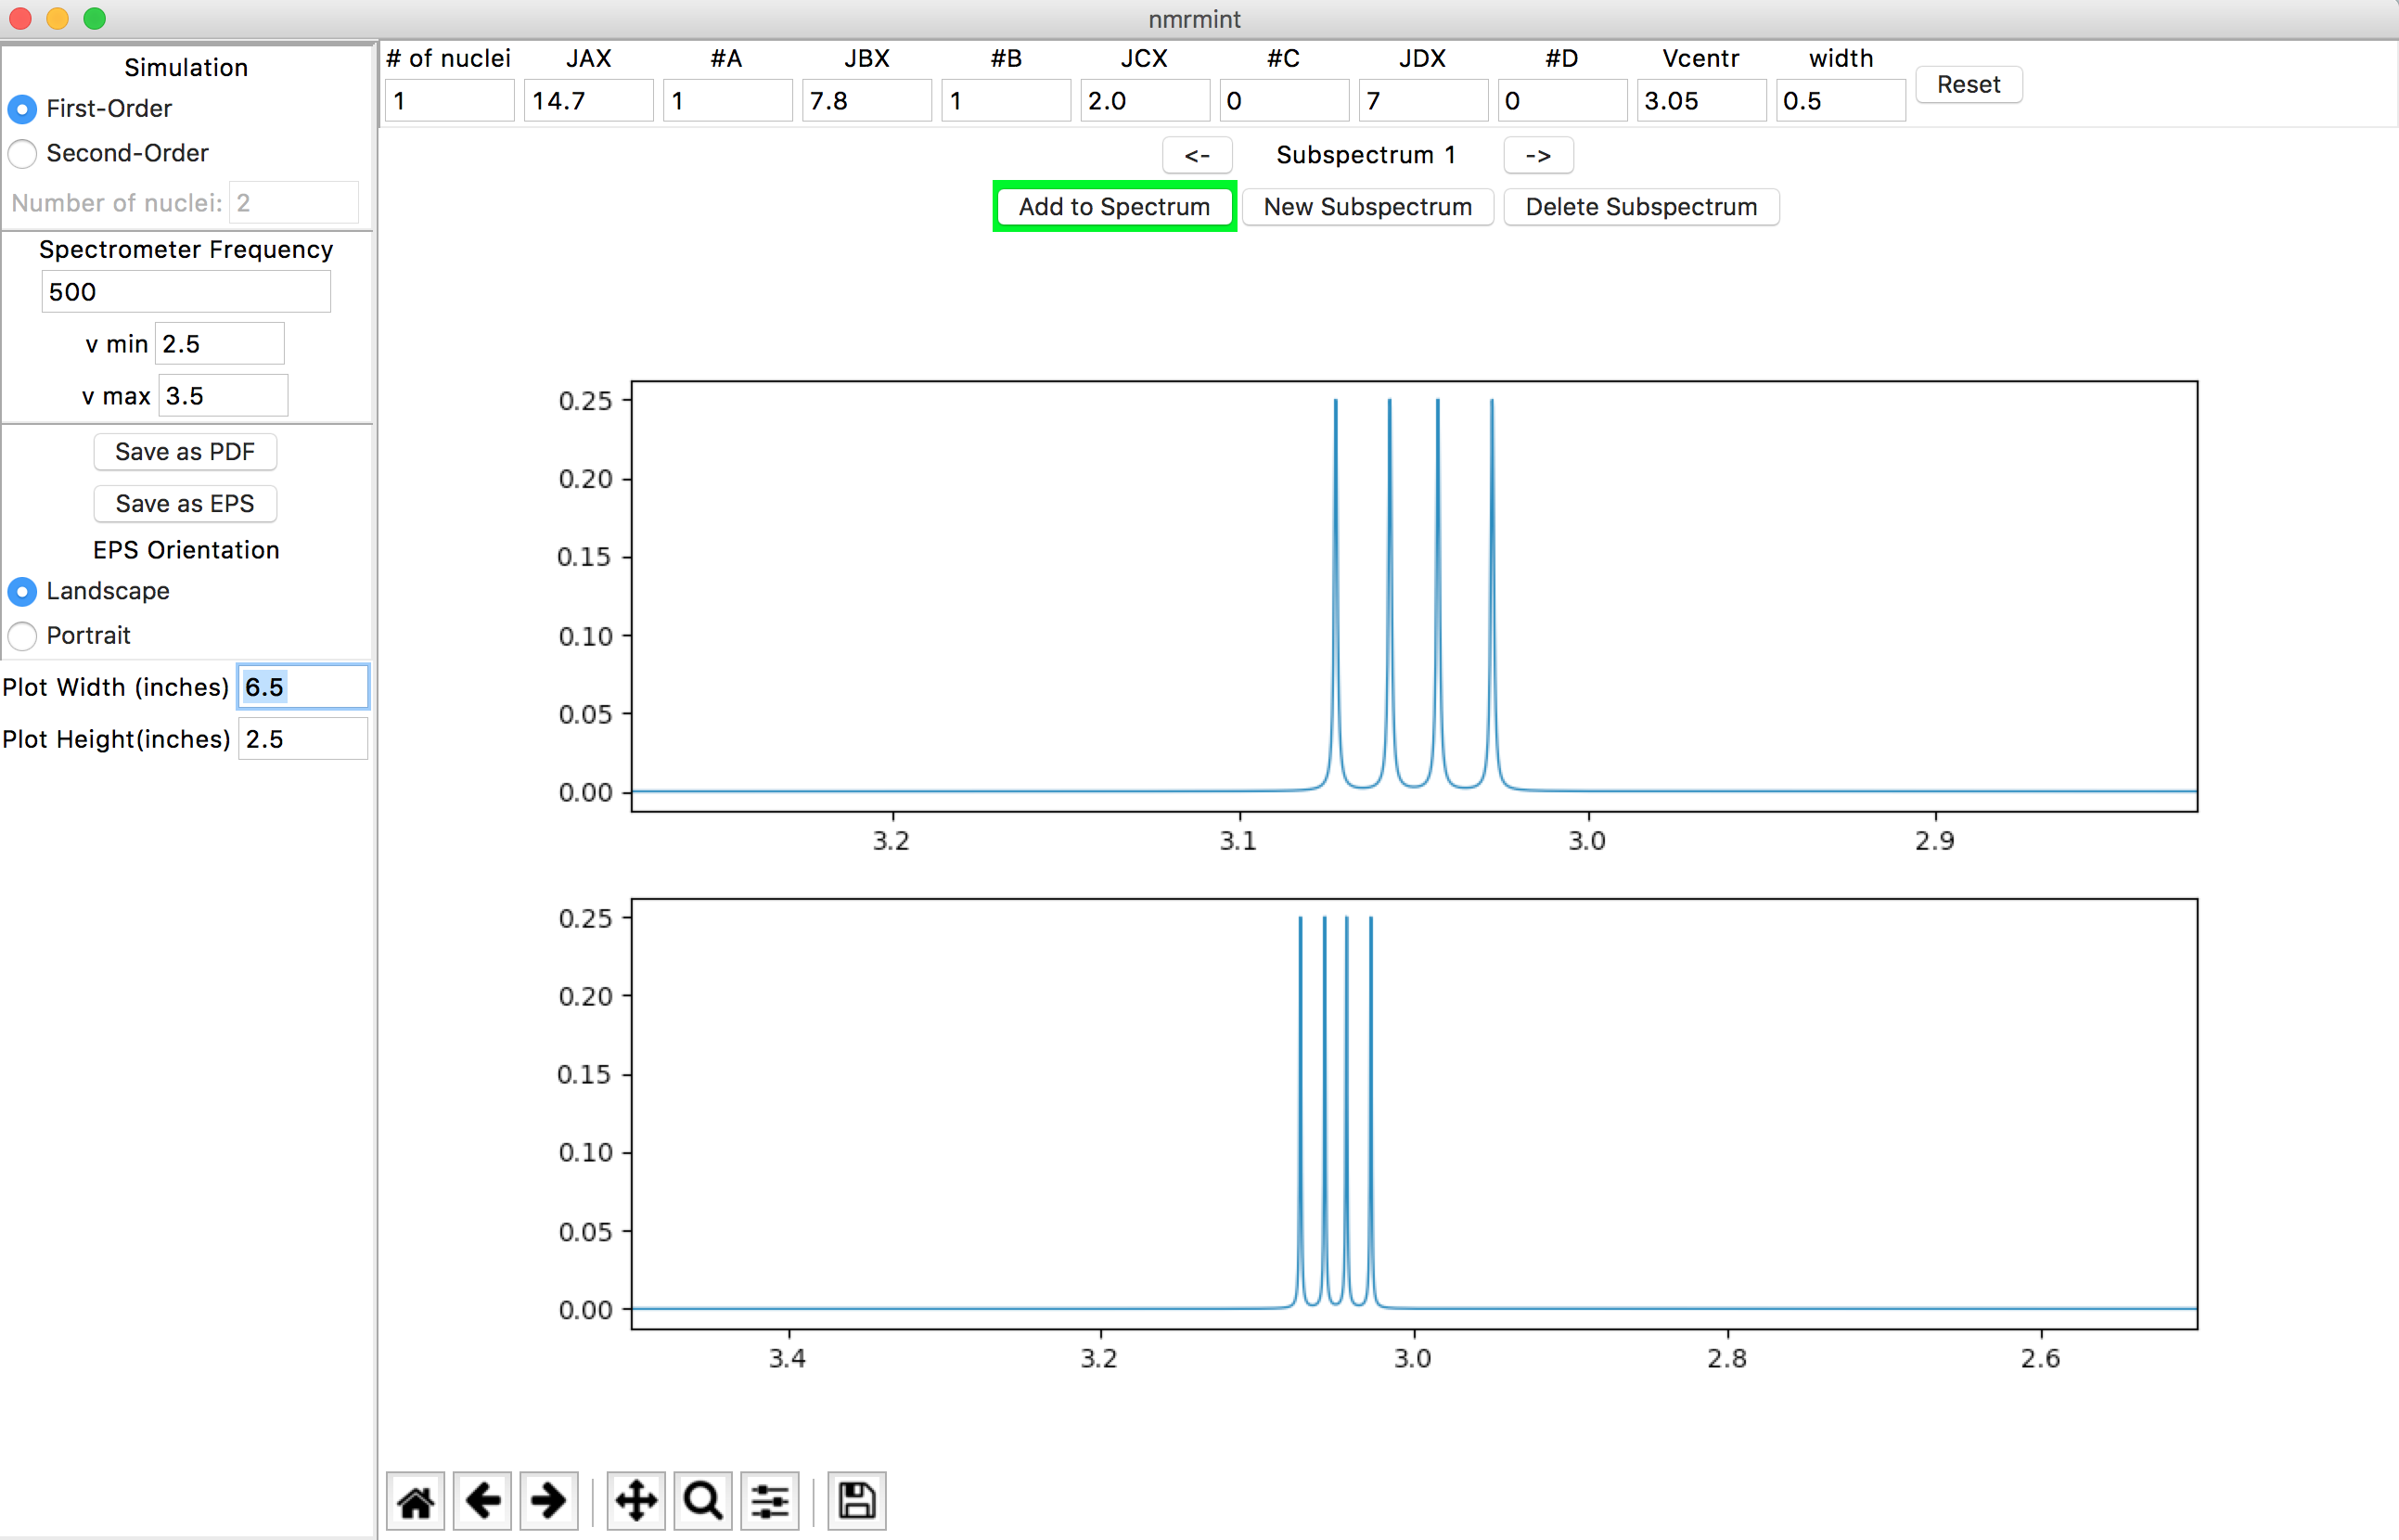 nmrmint
Simulation
First-Order
Second-Order
Number of nuclei: 2
Spectrometer Frequency
500
v min 2.5
v max 3.5
Save as PDF
Save as EPS
EPS Orientation
Landscape
Portrait
Plot Width (inches) 6.5
Plot Height(inches) 2.5
# of nuclei JAX #A JBX #B JCX #C JDX #D Vcentr width
1 14.7 1 7.8 1 2.0 0 7 0 3.05 0.5 Reset
<- Subspectrum 1 ->
Add to Spectrum New Subspectrum Delete Subspectrum
0.25
0.20
0.15
0.10
0.05
0.00
3.2 3.1 3.0 2.9
0.25
0.20
0.15
0.10
0.05
0.00
3.4 3.2 3.0 2.8 2.6